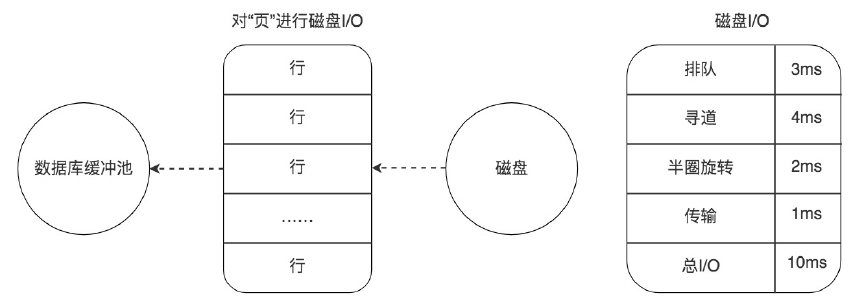 对“页”进行磁盘I/O
行
行
行
……
行
数据库缓冲池
磁盘
磁盘I/O
排队 3ms
寻道 4ms
半圈旋转 2ms
传输 1ms
总I/O 10ms